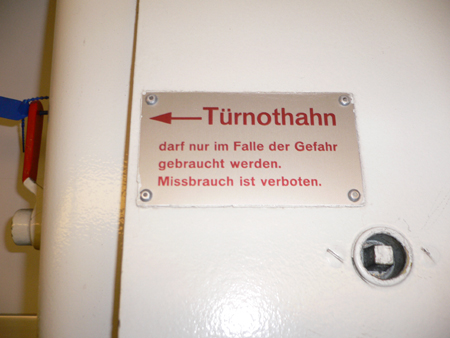 Türnothahn
darf nur im Falle der Gefahr
gebraucht werden.
Missbrauch ist verboten.